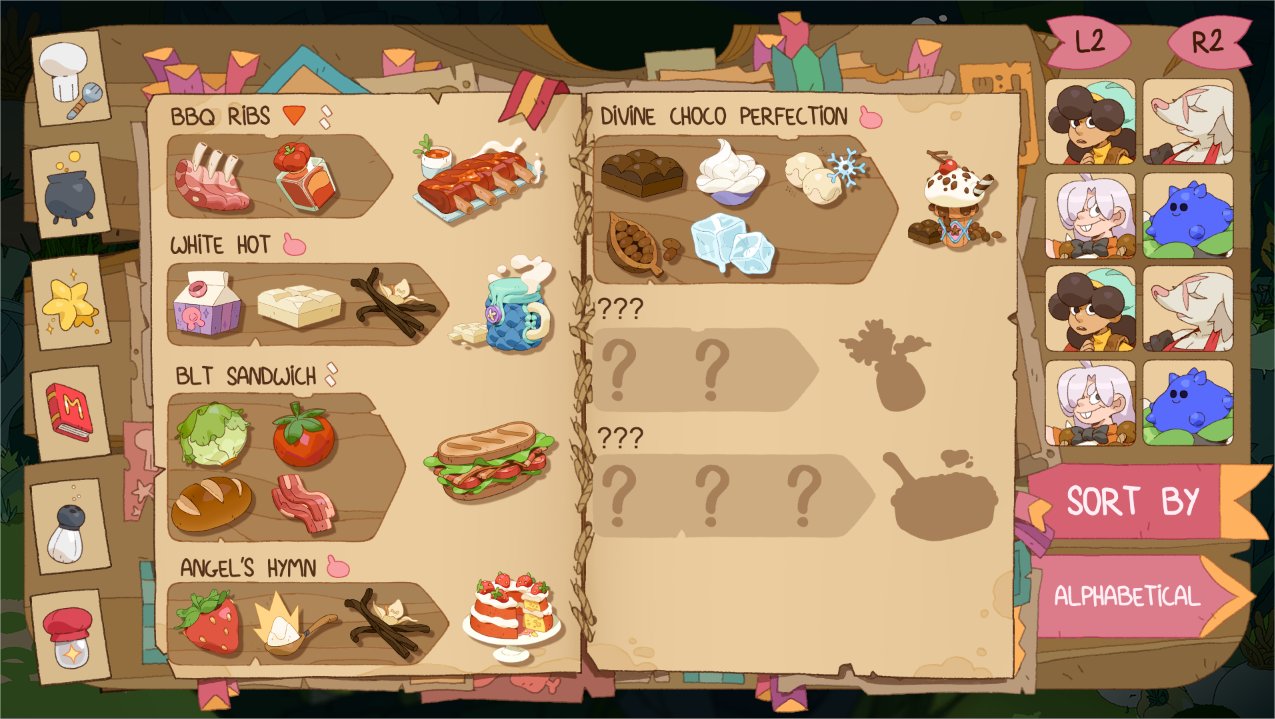 L2
R2
BBQ RIBS
WHITE HOT
BLT SANDWICH
ANGEL'S HYMN
DIVINE CHOCO PERFECTION
???
? ?
???
? ? ?
M
SORT BY
ALPHABETICAL